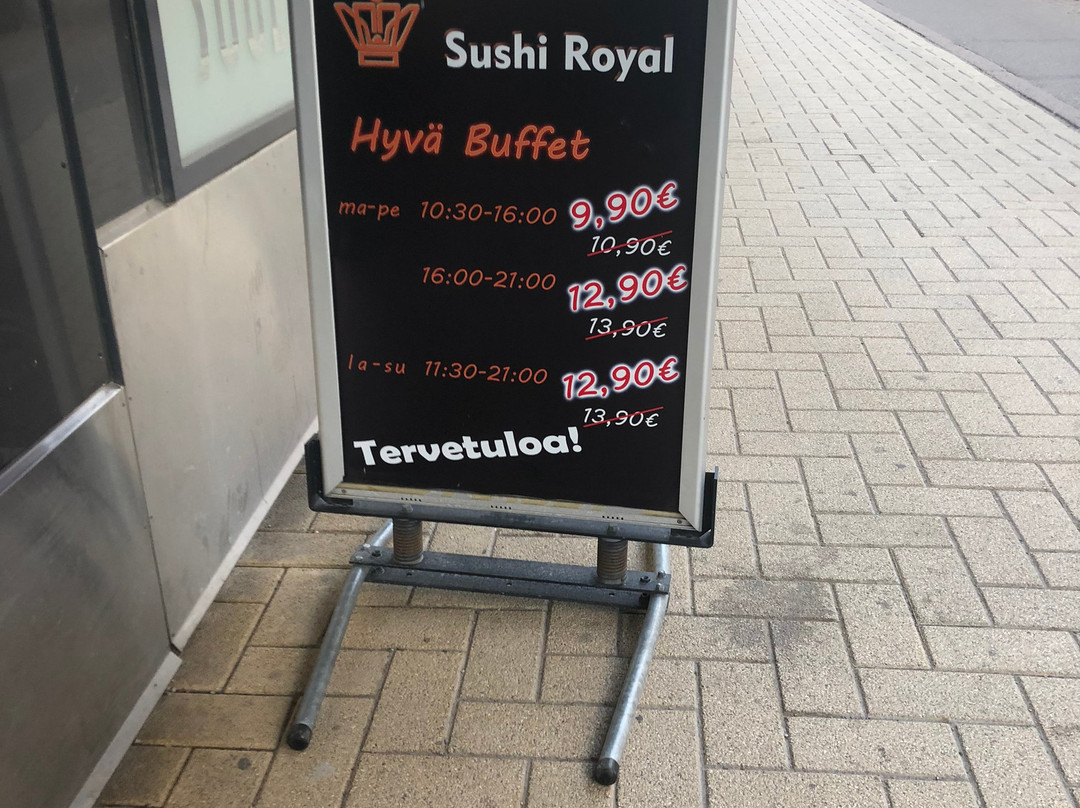 Sushi Royal
Hyvä Buffet
ma-pe 10:30-16:00 9,90€
10,90€
16:00-21:00 12,90€
13,90€
la-su 11:30-21:00 12,90€
13,90€
Tervetuloa!